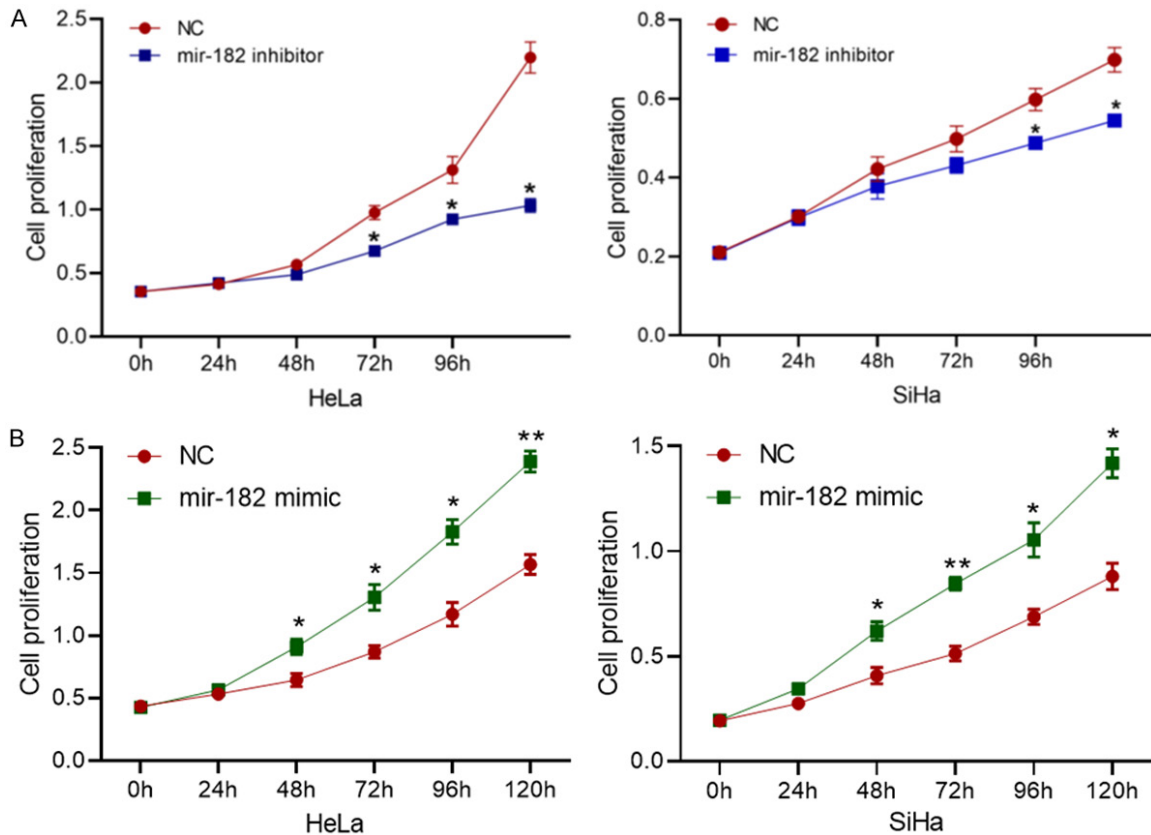 A
NC
mir-182 inhibitor
Cell proliferation
2.5
2.0
1.5
1.0
0.5
0.0
*
*
*
0h 24h 48h 72h 96h
HeLa
NC
mir-182 inhibitor
Cell proliferation
0.8
0.6
0.4
0.2
0.0
*
*
0h 24h 48h 72h 96h
SiHa
B
NC
mir-182 mimic
Cell proliferation
2.5
2.0
1.5
1.0
0.5
0.0
*
*
*
**
0h 24h 48h 72h 96h 120h
HeLa
NC
mir-182 mimic
Cell proliferation
1.5
1.0
0.5
0.0
*
**
*
*
0h 24h 48h 72h 96h 120h
SiHa